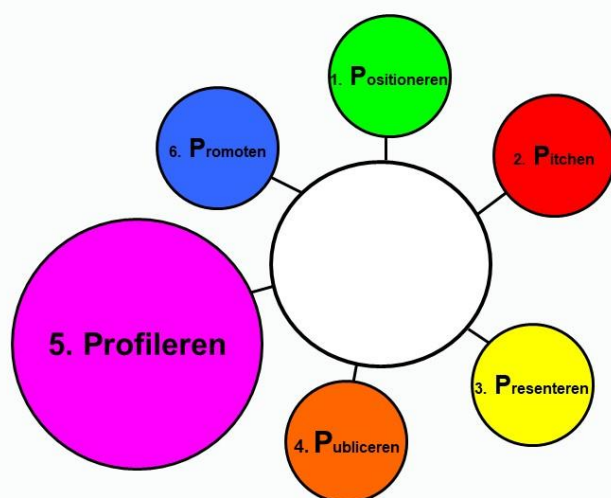 1. Positioneren
2. Pitchen
3. Presenteren
4. Publiceren
5. Profileren
6. Promoten